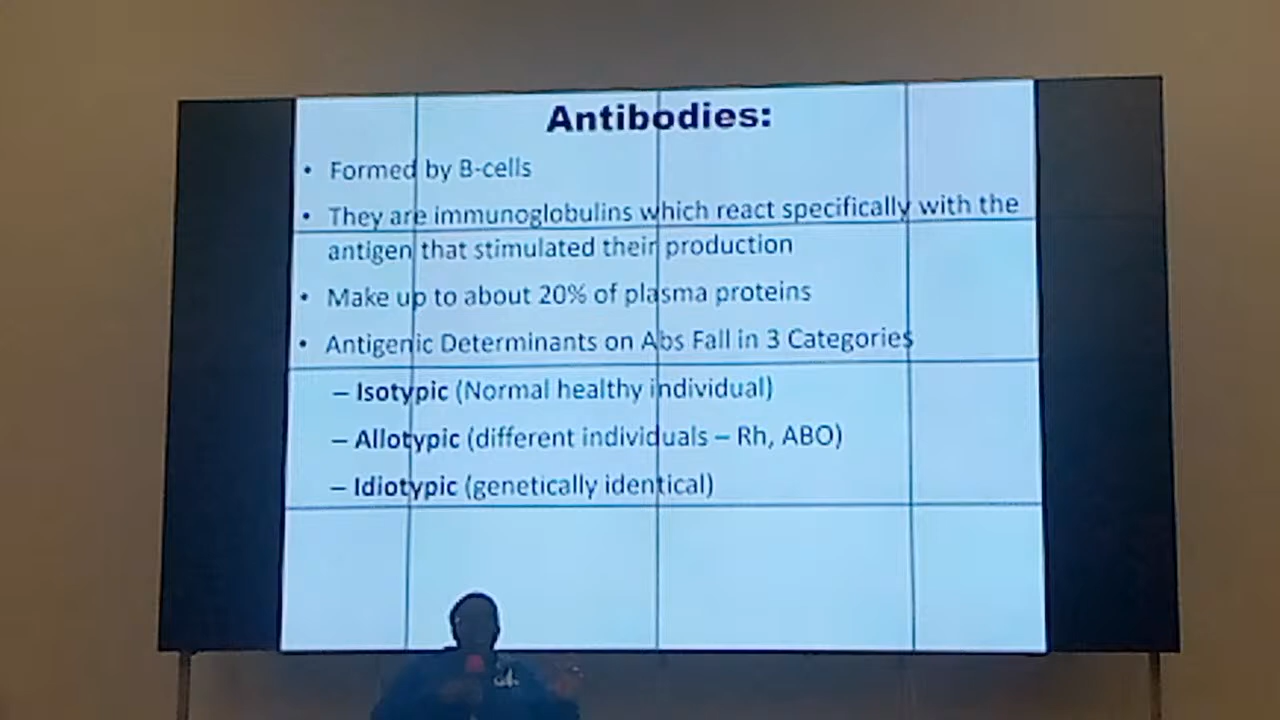 Antibodies:
• Formed by B-cells
• They are immunoglobulins which react specifically with the
antigen that stimulated their production
• Make up to about 20% of plasma proteins
• Antigenic Determinants on Abs Fall in 3 Categories
– Isotypic (Normal healthy individual)
– Allotypic (different individuals – Rh, ABO)
– Idiotypic (genetically identical)